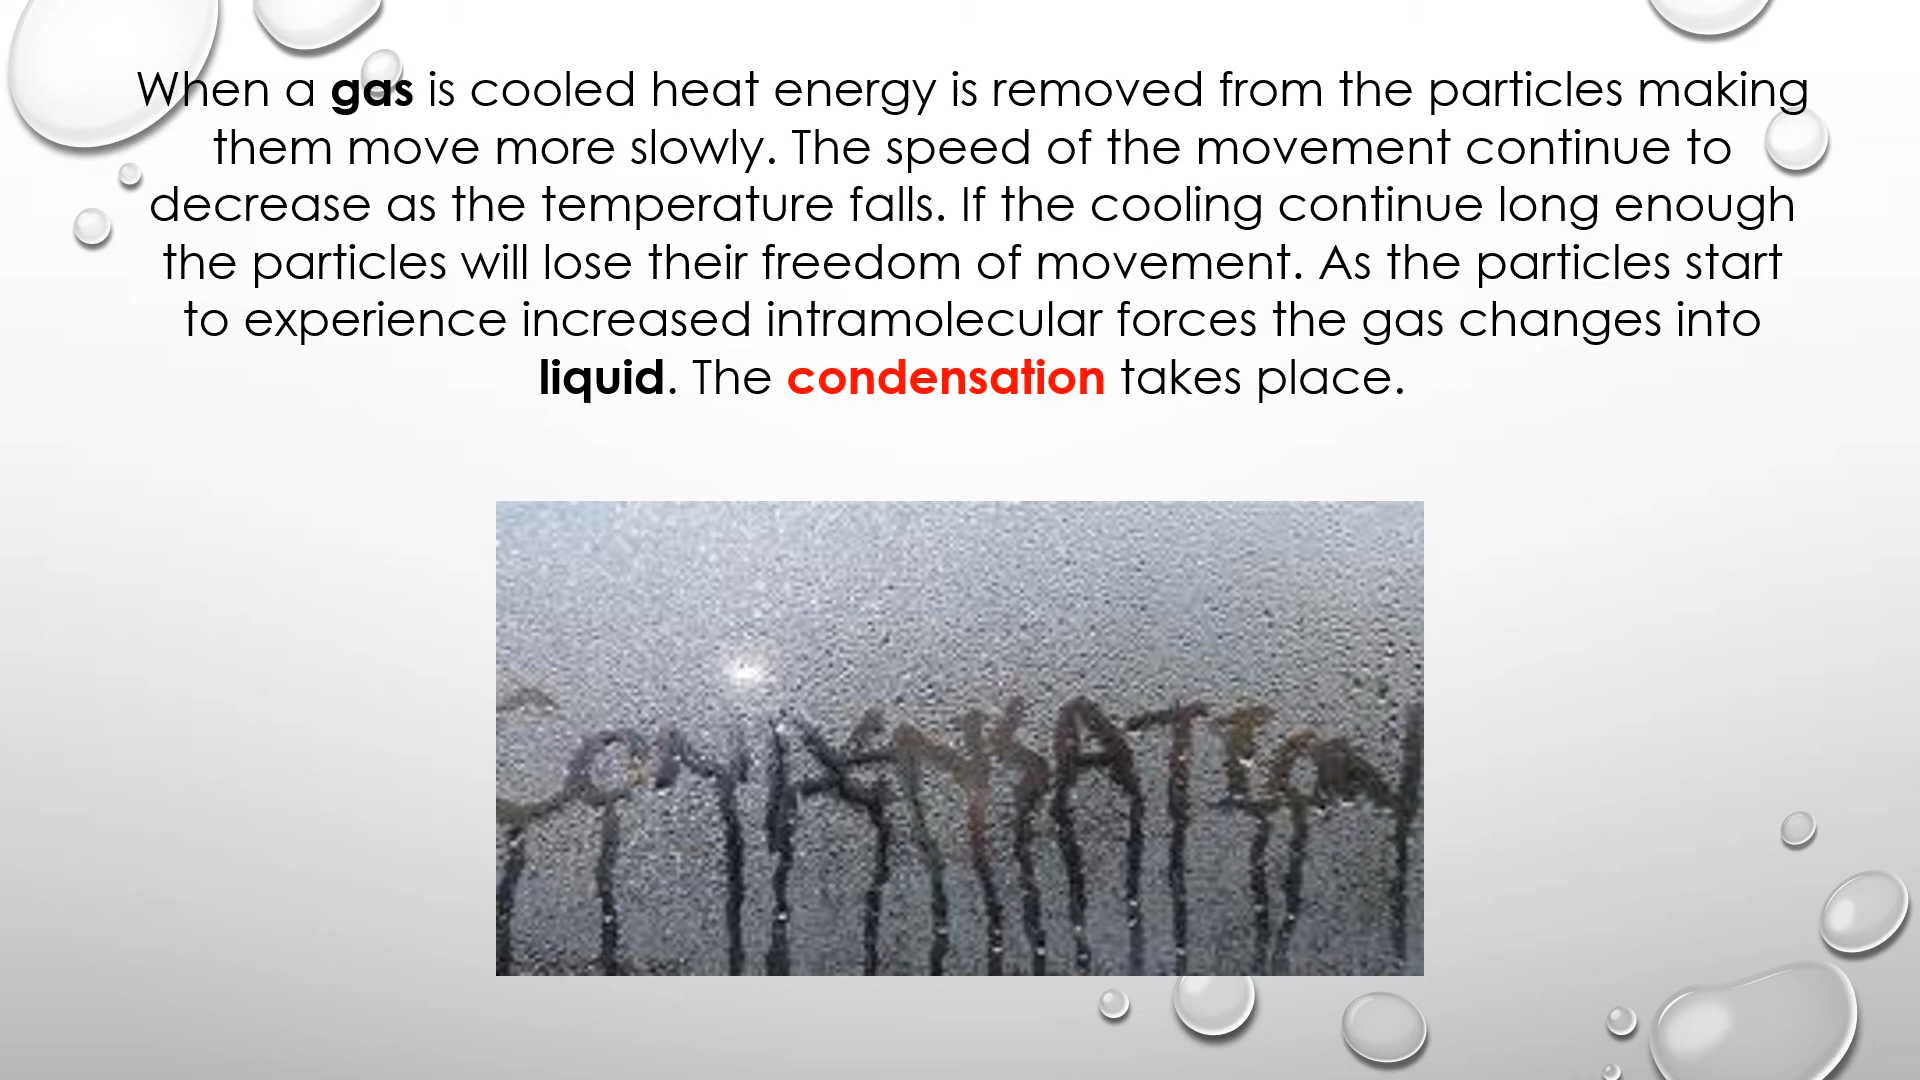 When a gas is cooled heat energy is removed from the particles making
them move more slowly. The speed of the movement continue to
decrease as the temperature falls. If the cooling continue long enough
the particles will lose their freedom of movement. As the particles start
to experience increased intramolecular forces the gas changes into
liquid. The condensation takes place.